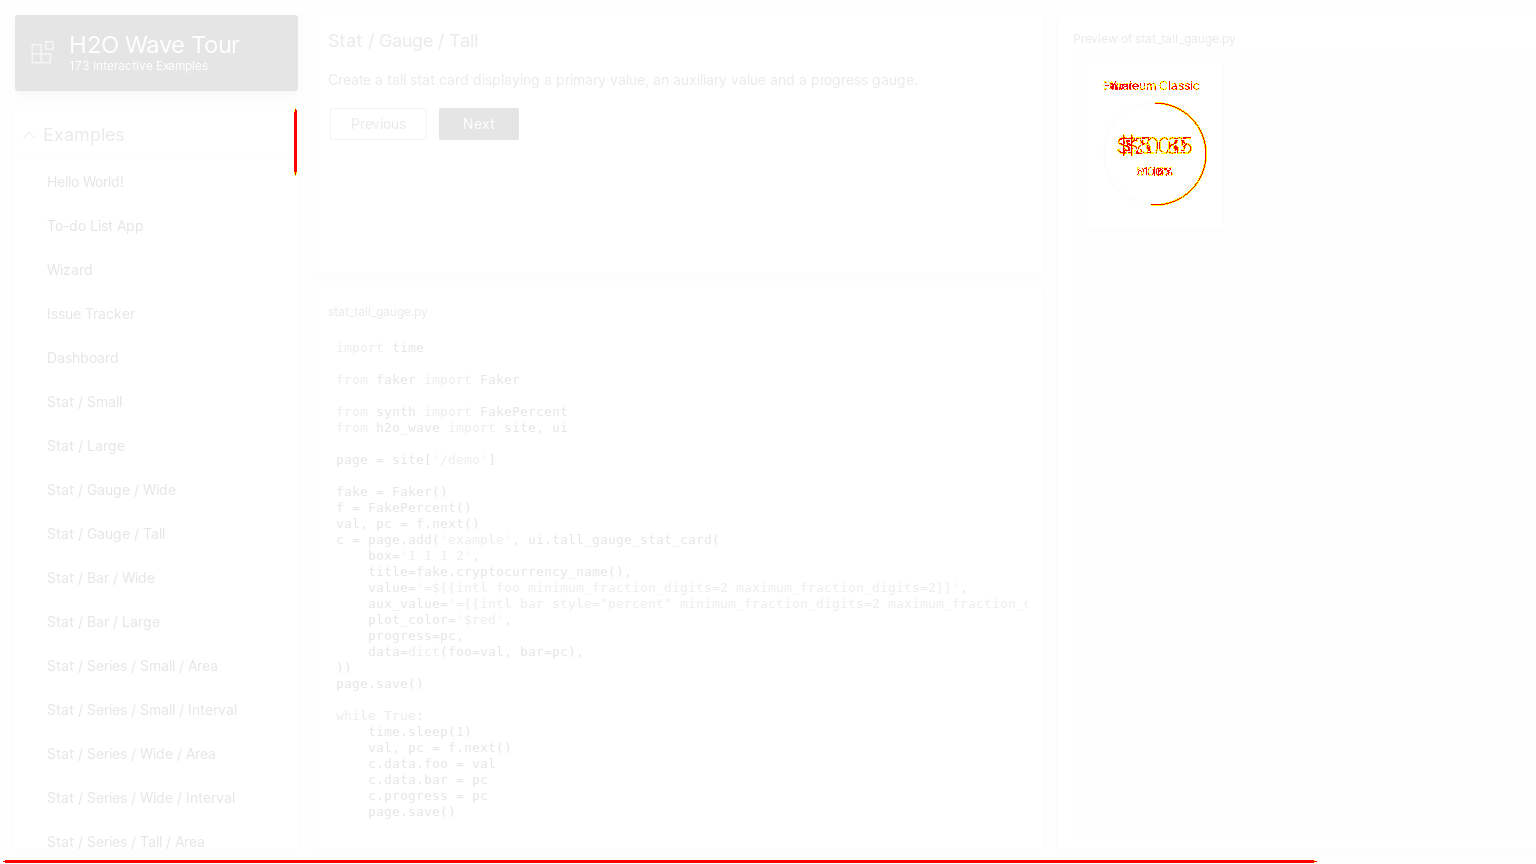 H2O Wave Tour
173 Interactive Examples
Examples
Hello World!
To-do List App
Wizard
Issue Tracker
Dashboard
Stat / Small
Stat / Large
Stat / Gauge / Wide
Stat / Gauge / Tall
Stat / Bar / Wide
Stat / Bar / Large
Stat / Series / Small / Area
Stat / Series / Small / Interval
Stat / Series / Wide / Area
Stat / Series / Wide / Interval
Stat / Series / Tall / Area
Stat / Gauge / Tall
Create a tall stat card displaying a primary value, an auxiliary value and a progress gauge.
Previous
Next
stat_tall_gauge.py
import time
from faker import Faker
from synth import FakePercent
from h2o_wave import site, ui
page = site['/demo']
fake = Faker()
f = FakePercent()
val, pc = f.next()
c = page.add('example', ui.tall_gauge_stat_card(
    box='1 1 1 2',
    title=fake.cryptocurrency_name(),
    value='=${{intl foo minimum_fraction_digits=2 maximum_fraction_digits=2}}',
    aux_value='={{intl bar style="percent" minimum_fraction_digits=2 maximum_fraction_
    plot_color='$red',
    progress=pc,
    data=dict(foo=val, bar=pc),
))
page.save()
while True:
    time.sleep(1)
    val, pc = f.next()
    c.data.foo = val
    c.data.bar = pc
    c.progress = pc
    page.save()
Preview of stat_tall_gauge.py
Classic